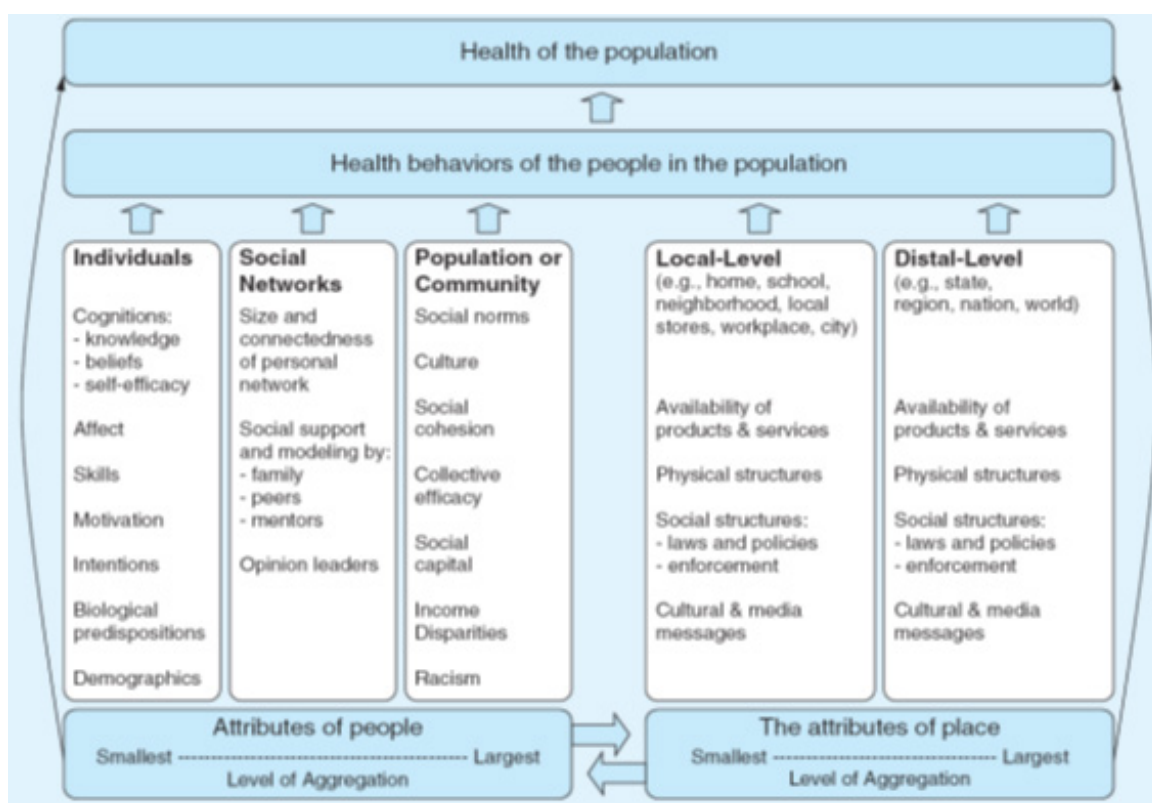 Health of the population
Health behaviors of the people in the population
Individuals
Cognitions:
- knowledge
- beliefs
- self-efficacy
Affect
Skills
Motivation
Intentions
Biological
predispositions
Demographics
Social
Networks
Size and
connectedness
of personal
network
Social support
and modeling by:
- family
- peers
- mentors
Opinion leaders
Population or
Community
Social norms
Culture
Social
cohesion
Collective
efficacy
Social
capital
Income
Disparities
Racism
Local-Level
(e.g., home, school,
neighborhood, local
stores, workplace, city)
Availability of
products & services
Physical structures
Social structures:
- laws and policies
- enforcement
Cultural & media
messages
Distal-Level
(e.g., state,
region, nation, world)
Availability of
products & services
Physical structures
Social structures:
- laws and policies
- enforcement
Cultural & media
messages
Attributes of people
Smallest ------------------------------------------------ Largest
Level of Aggregation
The attributes of place
Smallest ------------------------------------- Largest
Level of Aggregation